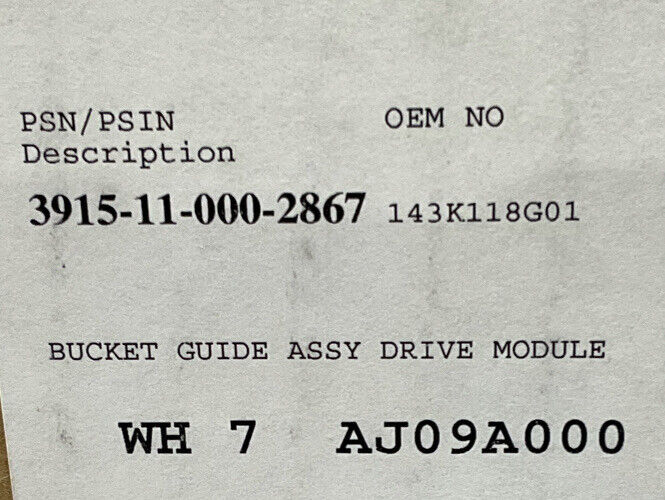 PSN/PSIN OEM NO
Description
3915-11-000-2867 143K118G01
BUCKET GUIDE ASSY DRIVE MODULE
WH 7 AJ09A000